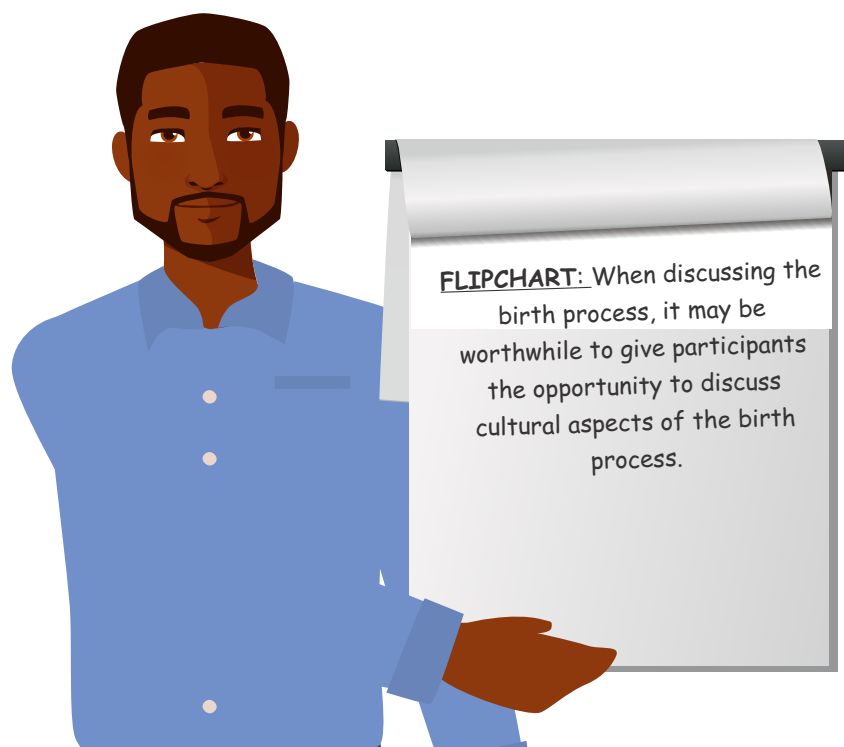 FLIPCHART: When discussing the
birth process, it may be
worthwhile to give participants
the opportunity to discuss
cultural aspects of the birth
process.